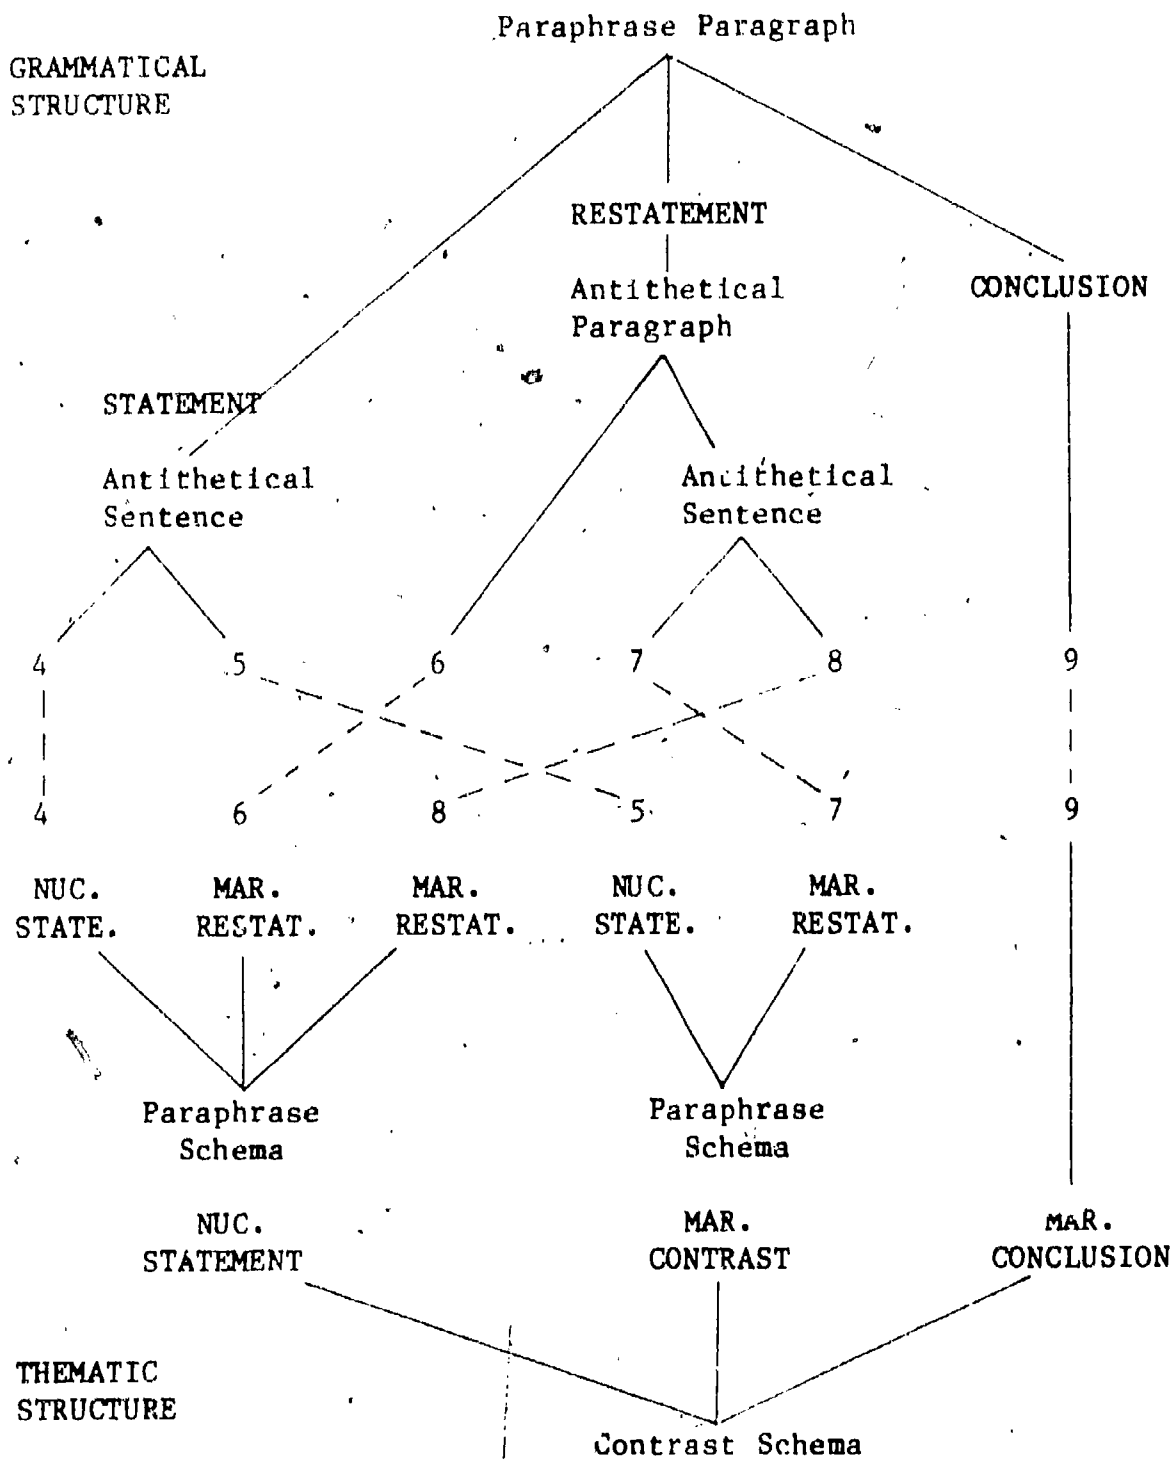 Paraphrase Paragraph
GRAMMATICAL
STRUCTURE
RESTATEMENT
Antithetical
Paragraph
CONCLUSION
STATEMENT
Antithetical
Sentence
Antithetical
Sentence
4 5 6 7 8 9
4 6 8 5 7 9
NUC. MAR. MAR. NUC. MAR.
STATE. RESTAT. RESTAT. STATE. RESTAT.
Paraphrase
Schema
Paraphrase
Schema
NUC. MAR. MAR.
STATEMENT CONTRAST CONCLUSION
THEMATIC
STRUCTURE
Contrast Schema